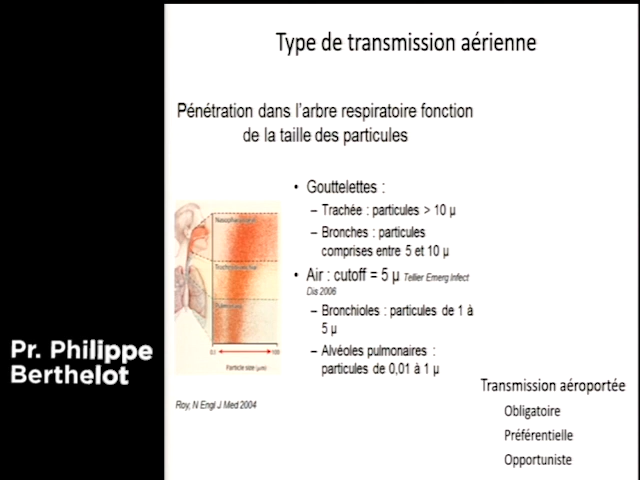 Type de transmission aérienne
Pénétration dans l'arbre respiratoire fonction
de la taille des particules
• Gouttelettes :
– Trachée : particules > 10 µ
– Bronches : particules
comprises entre 5 et 10 µ
• Air : cutoff = 5 µ Tellier Emerg Infect
Dis 2006
– Bronchioles : particules de 1 à
5 µ
– Alvéoles pulmonaires :
particules de 0,01 à 1 µ
0.1 100
Particle size (µm)
Roy, N Engl J Med 2004
Pr. Philippe
Berthelot
Transmission aéroportée
Obligatoire
Préférentielle
Opportuniste